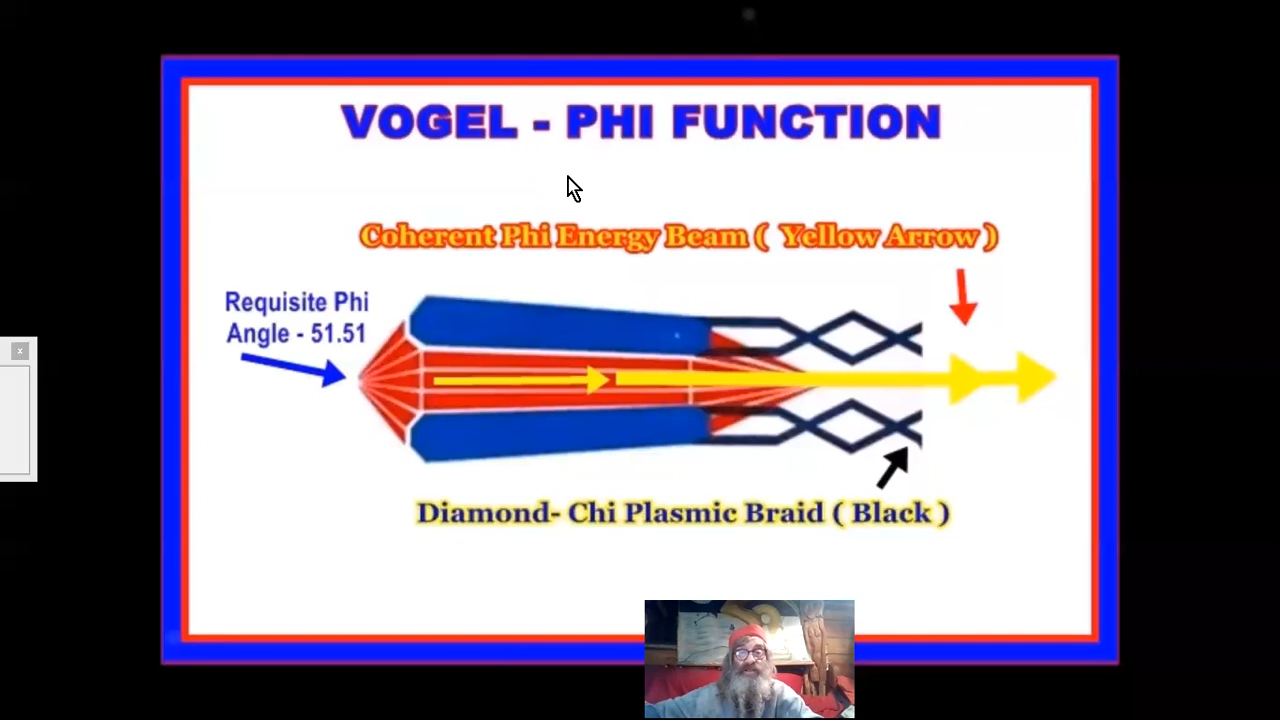 VOGEL - PHI FUNCTION
Coherent Phi Energy Beam ( Yellow Arrow )
Requisite Phi
Angle - 51.51
Diamond- Chi Plasmic Braid ( Black )
x